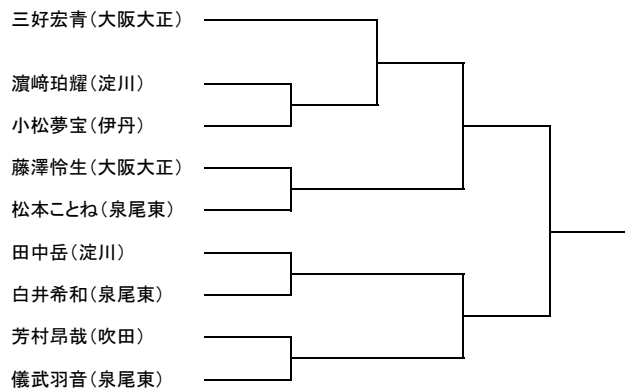 三好宏青(大阪大正)
濵﨑珀耀(淀川)
小松夢宝(伊丹)
藤澤怜生(大阪大正)
松本ことね(泉尾東)
田中岳(淀川)
白井希和(泉尾東)
芳村昂哉(吹田)
儀武羽音(泉尾東)